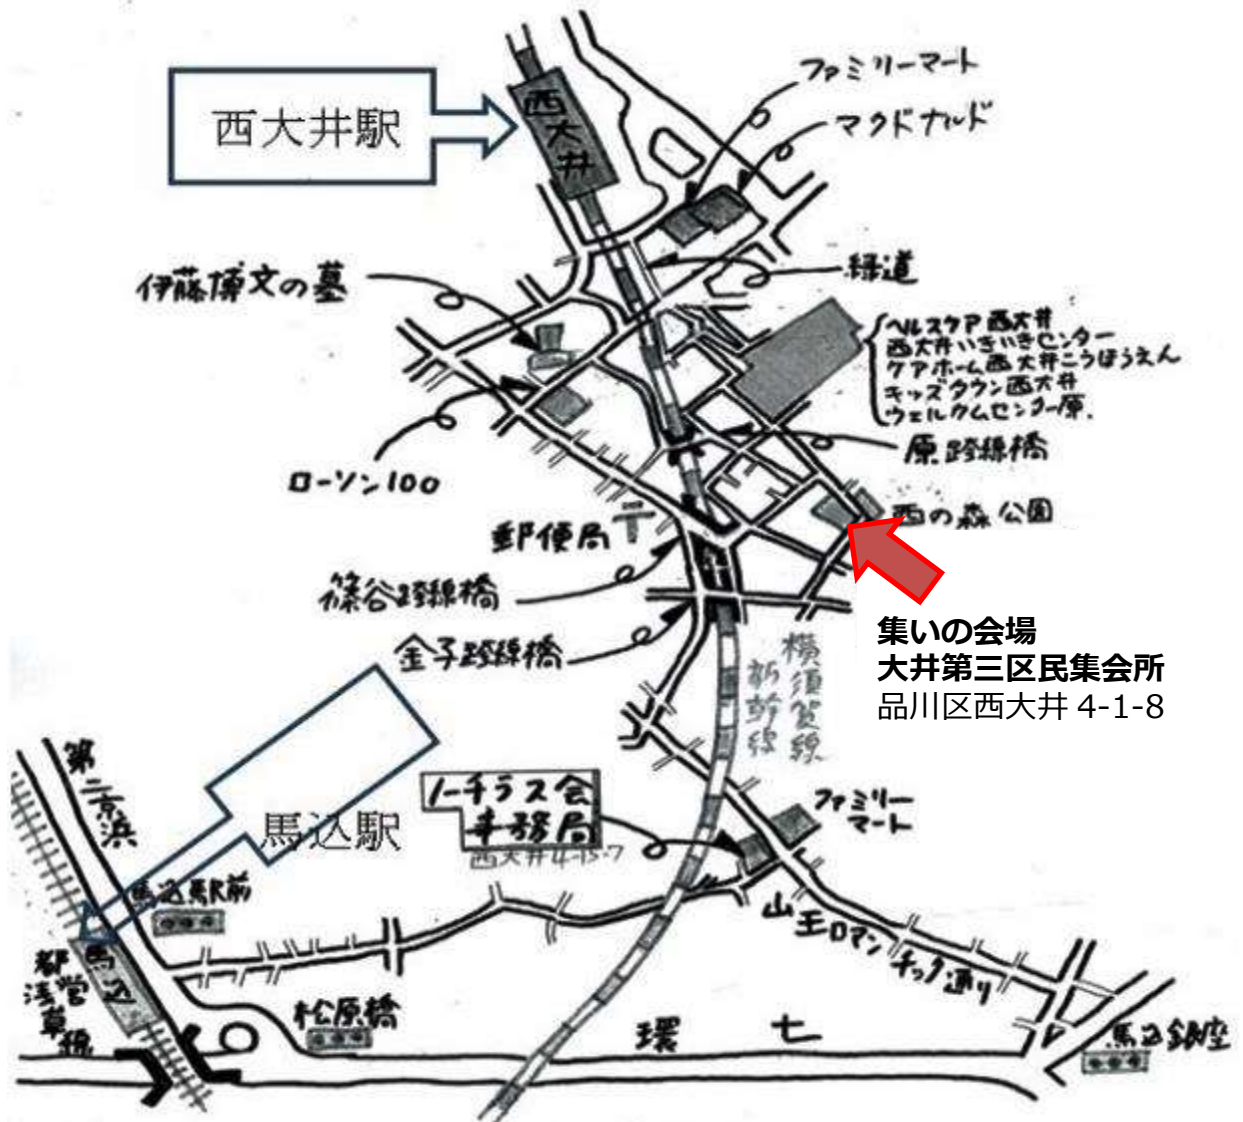 西大井駅
西大井
ファミリーマート
マクドナルド
緑道
伊藤博文の墓
ヘルスケア西大井
西大井いきいきセンター
ケアホーム西大井こうほうえん
キッズタウン西大井
ウェルカムセンター原.
原跨線橋
ローソン100
郵便局
西の森公園
篠谷跨線橋
金子跨線橋
集いの会場
大井第三区民集会所
品川区西大井 4-1-8
横須賀線
新幹線
第二京浜
馬込駅
ノーチラス会
事務局
西大井4-15-7
ファミリー
マート
馬込駅前
山王ロマンチック通り
馬込
都営
浅草線
松原橋
環七
馬込銀座